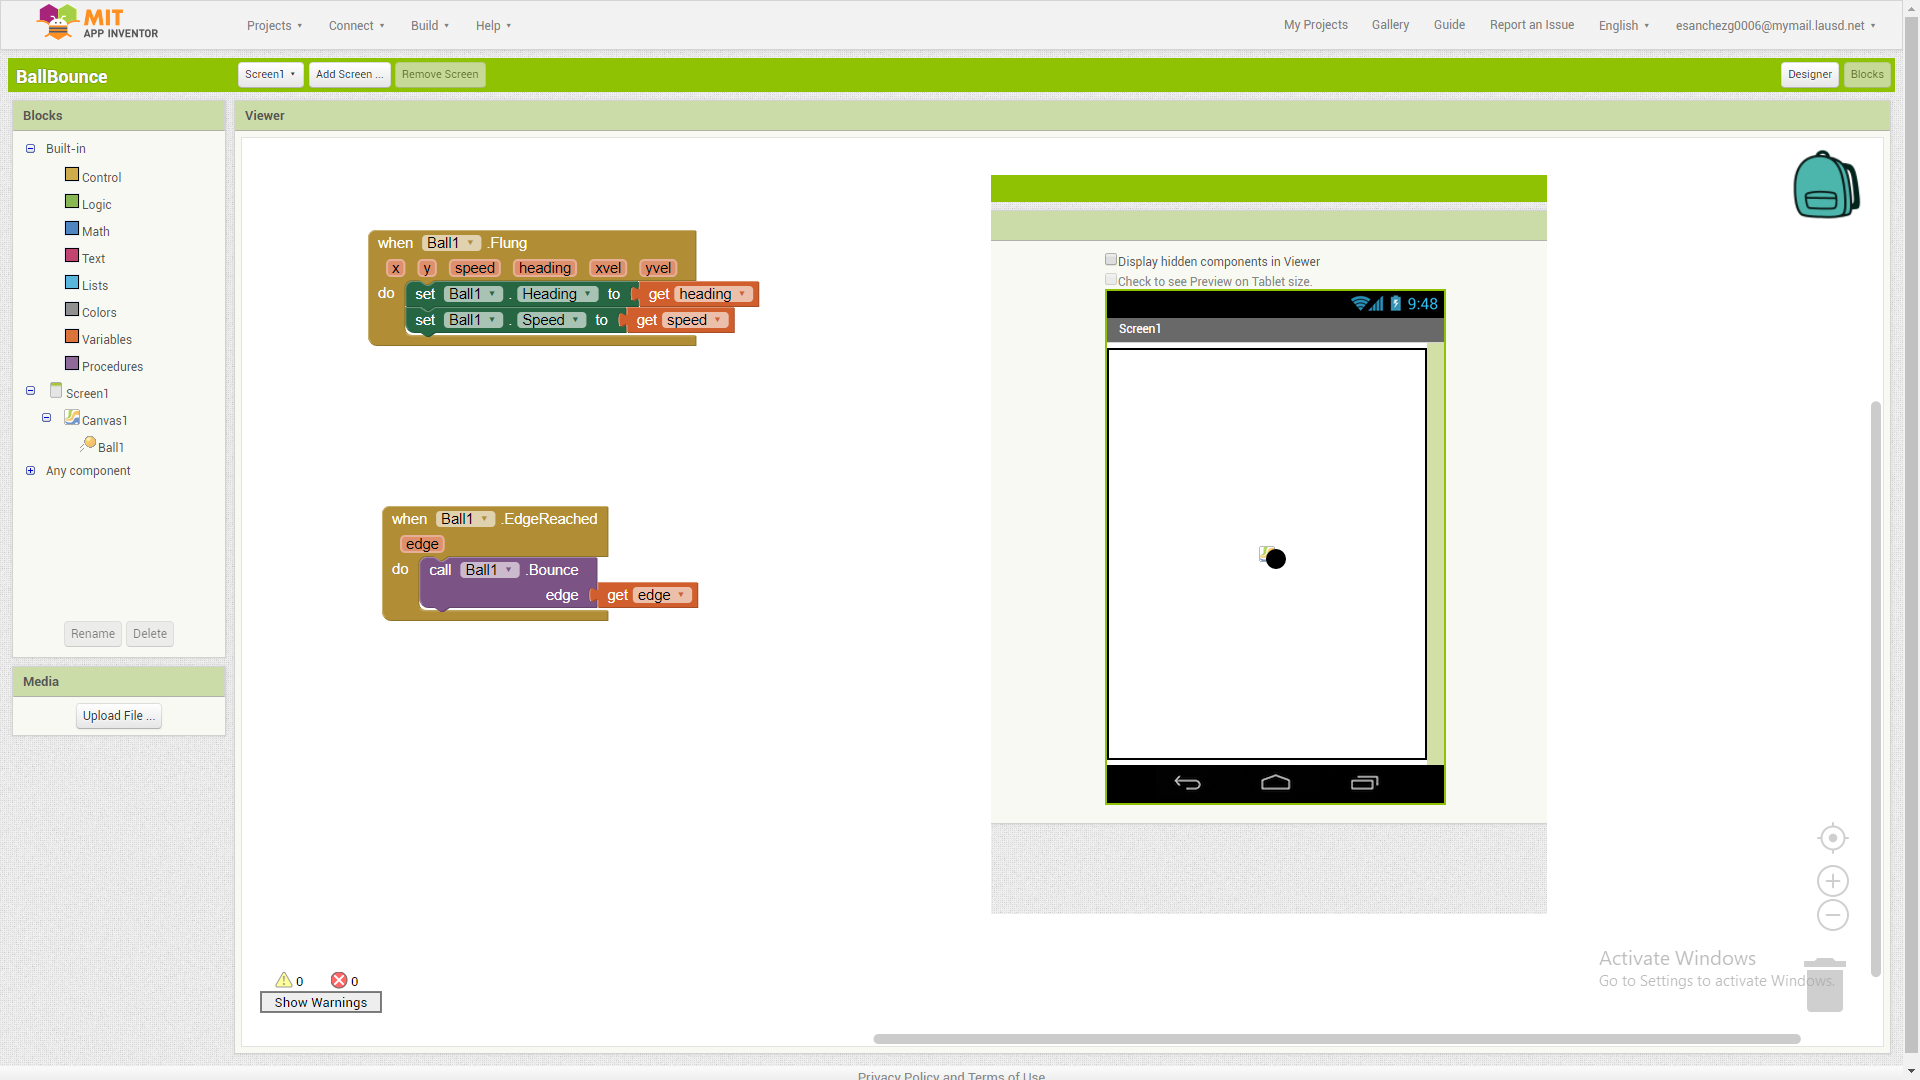 MIT
APP INVENTOR
Projects
Connect
Build
Help
My Projects
Gallery
Guide
Report an Issue
English
esanchezg0006@mymail.lausd.net
BallBounce
Screen1
Add Screen ...
Remove Screen
Designer
Blocks
Blocks
Viewer
Built-in
Control
Logic
Math
Text
Lists
Colors
Variables
Procedures
Screen1
Canvas1
Ball1
Any component
Rename
Delete
Media
Upload File ...
when Ball1 .Flung
x y speed heading xvel yvel
do set Ball1 . Heading to get heading
set Ball1 . Speed to get speed
when Ball1 .EdgeReached
edge
do call Ball1 .Bounce
edge get edge
Display hidden components in Viewer
Check to see Preview on Tablet size.
9:48
Screen1
0 0
Show Warnings
Activate Windows
Go to Settings to activate Windows.
Privacy Policy and Terms of Use